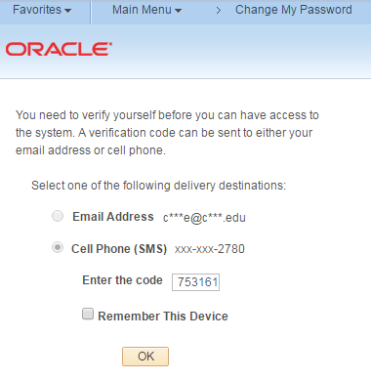 Favorites Main Menu > Change My Password
ORACLE
You need to verify yourself before you can have access to
the system. A verification code can be sent to either your
email address or cell phone.
Select one of the following delivery destinations:
Email Address c***e@c***.edu
Cell Phone (SMS) xxx-xxx-2780
Enter the code 753161
Remember This Device
OK